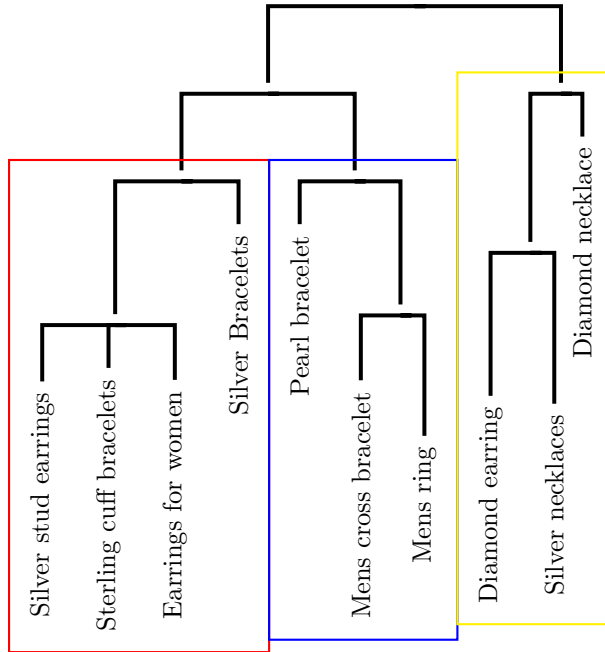 Silver stud earrings
Sterling cuff bracelets
Earrings for women
Silver Bracelets
Pearl bracelet
Mens cross bracelet
Mens ring
Diamond earring
Silver necklaces
Diamond necklace